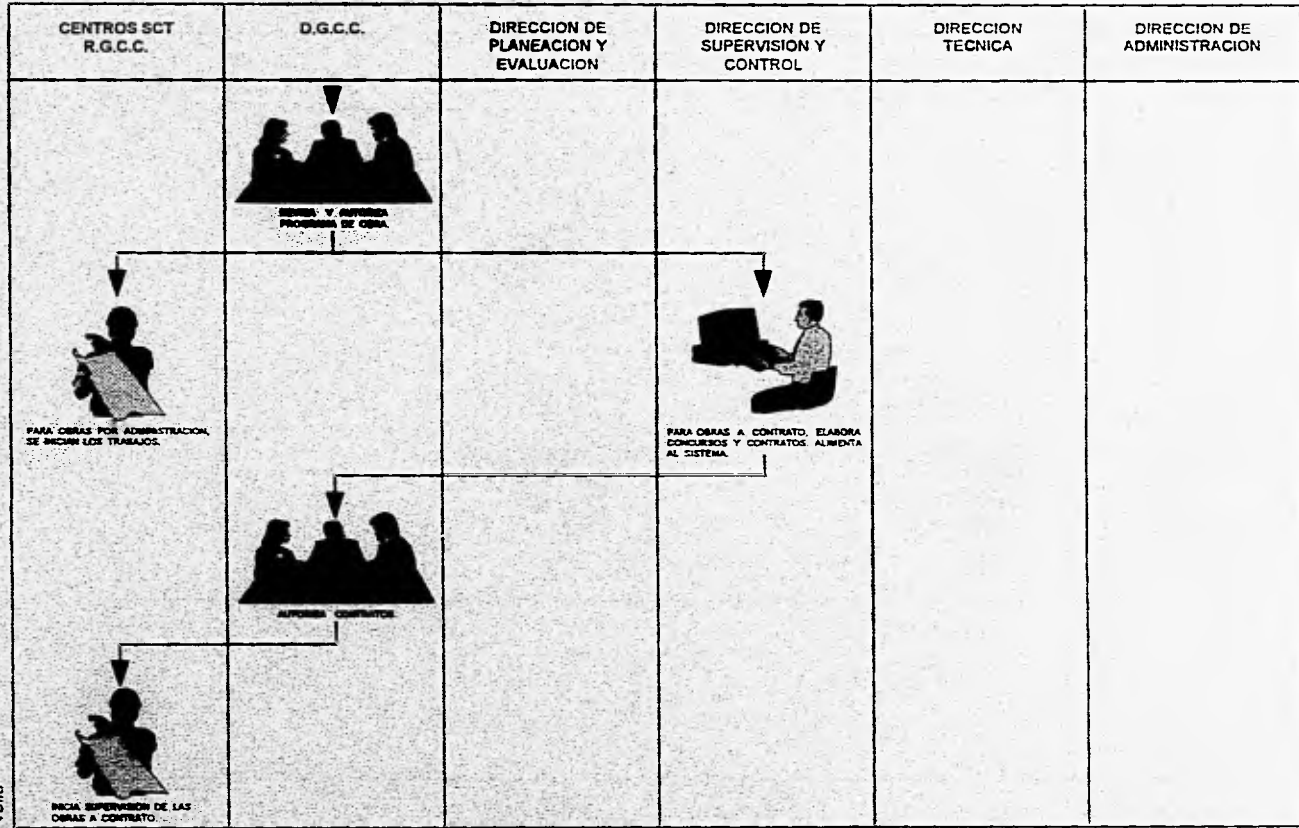 CENTROS SCT
R.G.C.C.
D.G.C.C.
DIRECCION DE
PLANEACION Y
EVALUACION
DIRECCION DE
SUPERVISION Y
CONTROL
DIRECCION
TECNICA
DIRECCION DE
ADMINISTRACION
REVISA Y AUTORIZA
PROGRAMA DE OBRA.
PARA OBRAS POR ADMINISTRACION,
SE INICIAN LOS TRABAJOS.
PARA OBRAS A CONTRATO, ELABORA
CONCURSOS Y CONTRATOS. ALIMENTA
AL SISTEMA.
AUTORIZA CONTRATOS.
INICIA SUPERVISION DE LAS
OBRAS A CONTRATO.